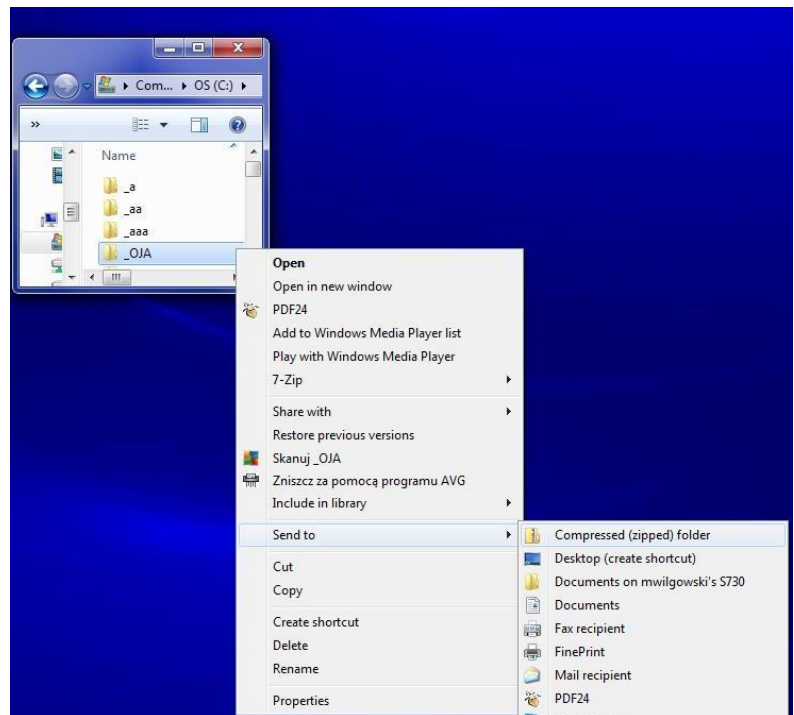 Com... OS (C:)
»
Name
_a
_aa
_aaa
_OJA
Open
Open in new window
PDF24
Add to Windows Media Player list
Play with Windows Media Player
7-Zip
Share with
Restore previous versions
Skanuj _OJA
Zniszcz za pomocą programu AVG
Include in library
Send to
Cut
Copy
Create shortcut
Delete
Rename
Properties
Compressed (zipped) folder
Desktop (create shortcut)
Documents on mwilgowski's S730
Documents
Fax recipient
FinePrint
Mail recipient
PDF24